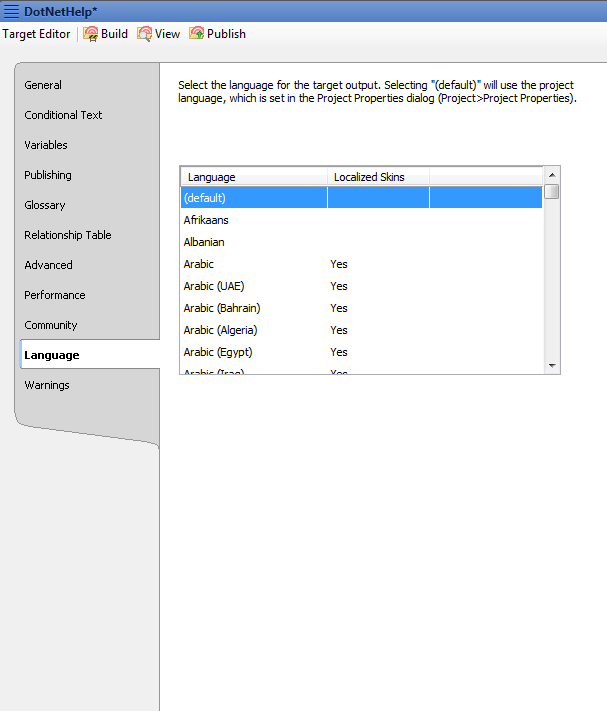 DotNetHelp*
Target Editor Build View Publish
General
Conditional Text
Variables
Publishing
Glossary
Relationship Table
Advanced
Performance
Community
Language
Warnings
Select the language for the target output. Selecting "(default)" will use the project
language, which is set in the Project Properties dialog (Project>Project Properties).
Language Localized Skins
(default)
Afrikaans
Albanian
Arabic Yes
Arabic (UAE) Yes
Arabic (Bahrain) Yes
Arabic (Algeria) Yes
Arabic (Egypt) Yes
Arabic (Iraq) Yes